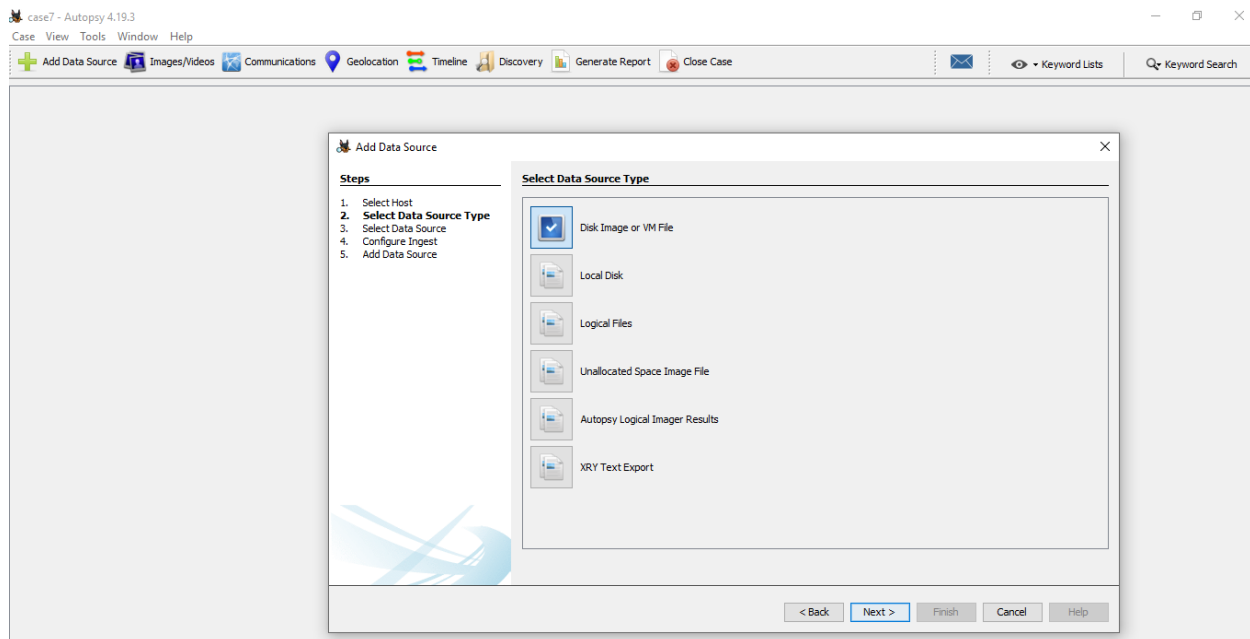 case7 - Autopsy 4.19.3
Case View Tools Window Help
Add Data Source Images/Videos Communications Geolocation Timeline Discovery Generate Report Close Case Keyword Lists Keyword Search
Add Data Source
Steps
1. Select Host
2. Select Data Source Type
3. Select Data Source
4. Configure Ingest
5. Add Data Source
Select Data Source Type
Disk Image or VM File
Local Disk
Logical Files
Unallocated Space Image File
Autopsy Logical Imager Results
XRY Text Export
< Back Next > Finish Cancel Help